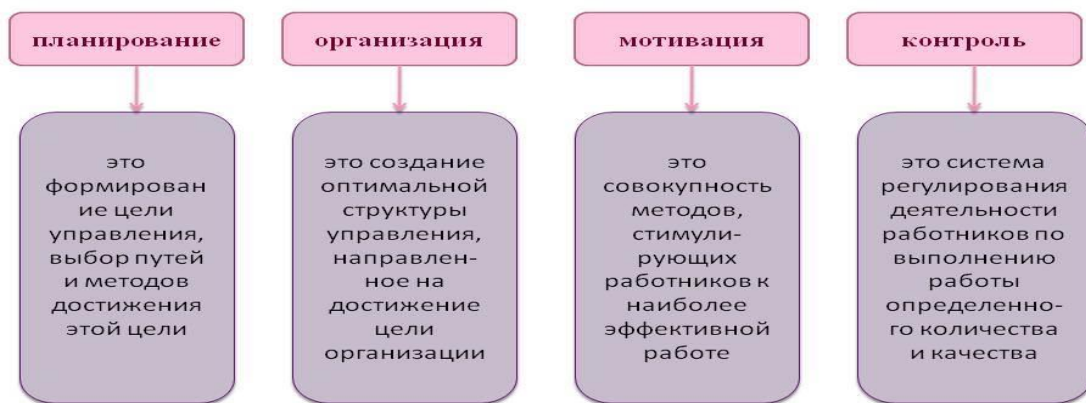 планирование
организация
мотивация
контроль
это
формирован
ие цели
управления,
выбор путей
и методов
достижения
этой цели
это создание
оптимальной
структуры
управления,
направлен-
ное на
достижение
цели
организации
это
совокупность
методов,
стимули-
рующих
работников к
наиболее
эффективной
работе
это система
регулирования
деятельности
работников по
выполнению
работы
определенно-
го количества
и качества